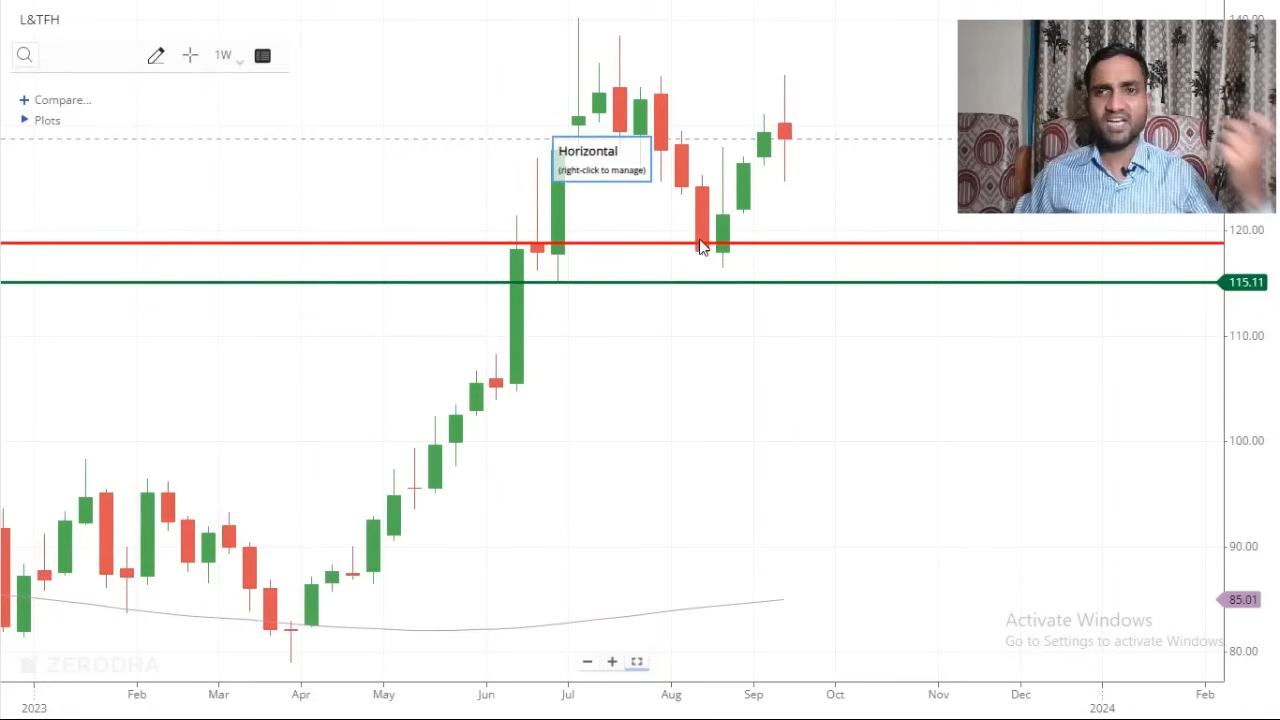 L&TFH
1W
Compare...
Plots
Horizontal
(right-click to manage)
140.00
120.00
115.11
110.00
100.00
90.00
85.01
80.00
Activate Windows
Go to Settings to activate Windows
ZERODHA
Feb Mar Apr May Jun Jul Aug Sep Oct Nov Dec Feb
2023 2024